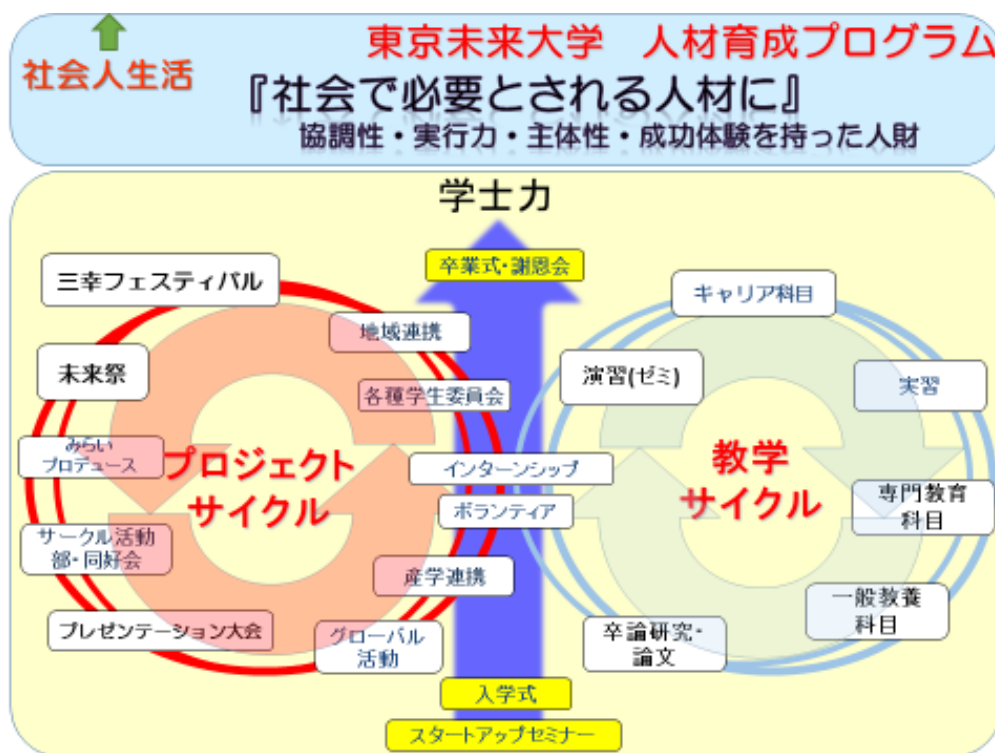 社会人生活
東京未来大学 人材育成プログラム
『社会で必要とされる人材に』
協調性・実行力・主体性・成功体験を持った人財
学士力
卒業式・謝恩会
三幸フェスティバル
地域連携
未来祭
各種学生委員会
みらい
プロデュース
プロジェクト
サイクル
インターンシップ
ボランティア
サークル活動
部・同好会
産学連携
プレゼンテーション大会
グローバル
活動
キャリア科目
演習(ゼミ)
実習
教学
サイクル
専門教育
科目
一般教養
科目
卒論研究・
論文
入学式
スタートアップセミナー